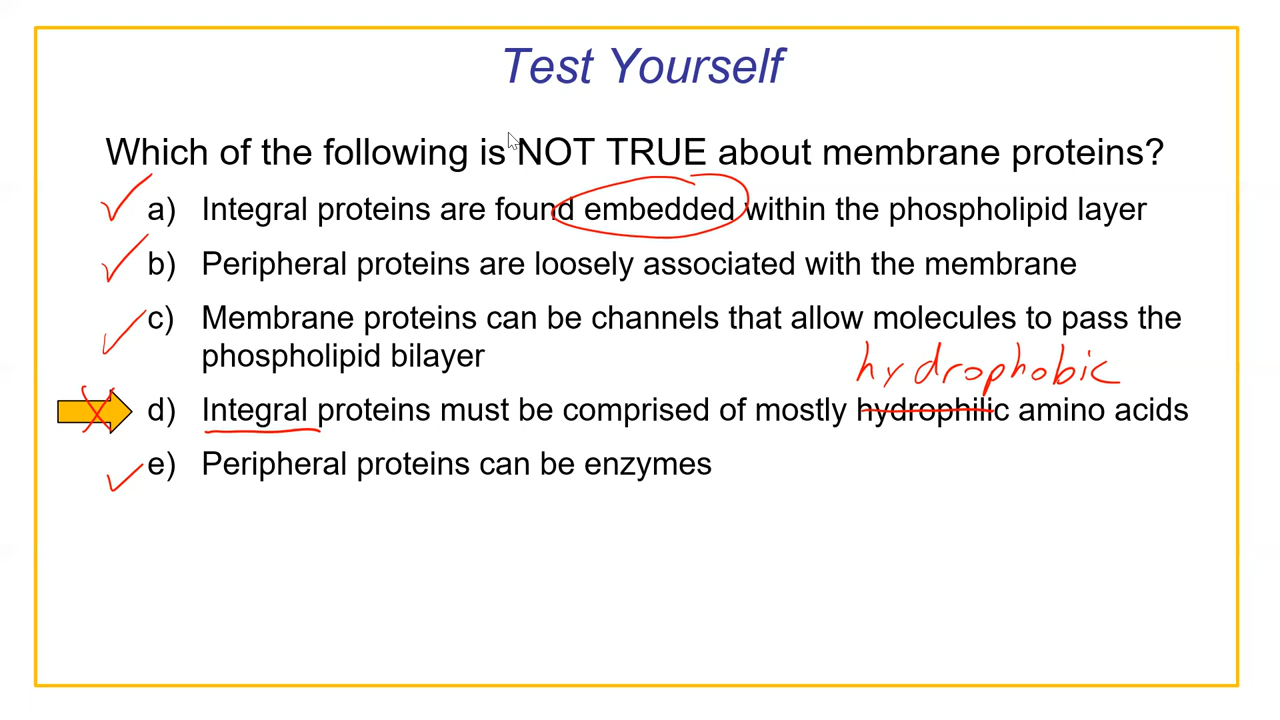 Test Yourself
Which of the following is NOT TRUE about membrane proteins?
a) Integral proteins are found embedded within the phospholipid layer
b) Peripheral proteins are loosely associated with the membrane
c) Membrane proteins can be channels that allow molecules to pass the
phospholipid bilayer
hydrophobic
d) Integral proteins must be comprised of mostly hydrophilic amino acids
e) Peripheral proteins can be enzymes